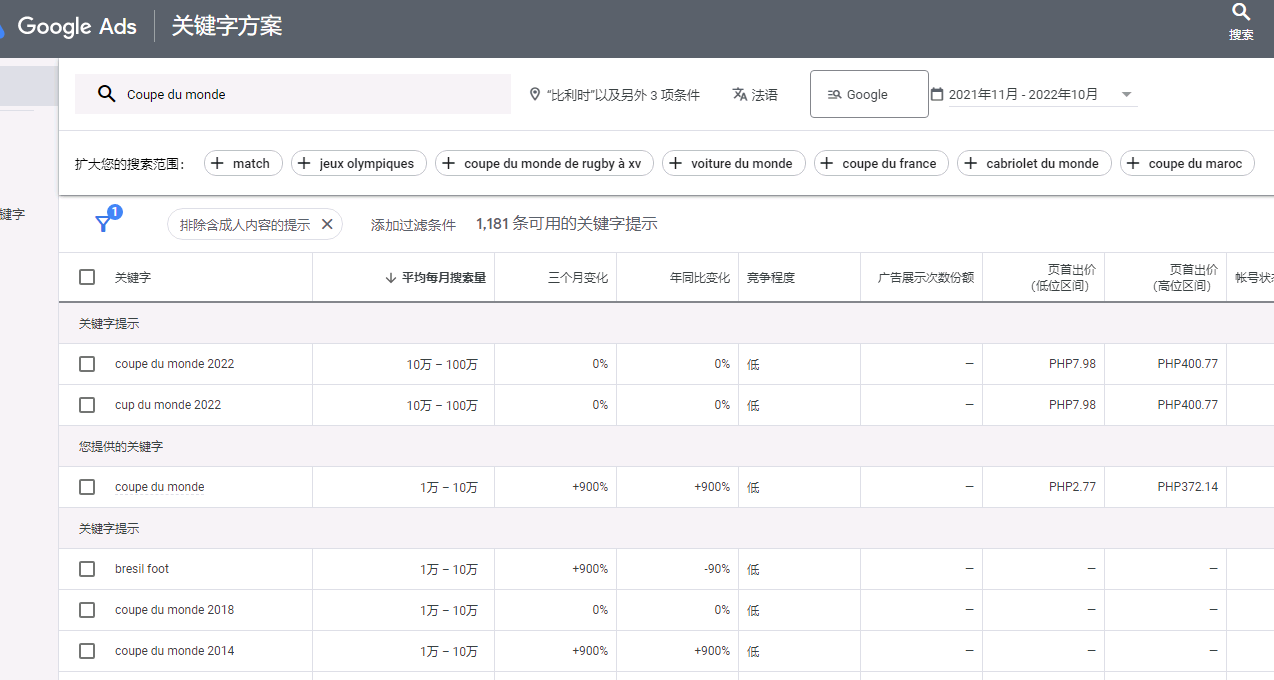 Google Ads
关键字方案
搜索
Coupe du monde
“比利时”以及另外 3 项条件
法语
Google
2021年11月 - 2022年10月
扩大您的搜索范围：
match
jeux olympiques
coupe du monde de rugby à xv
voiture du monde
coupe du france
cabriolet du monde
coupe du maroc
键字
1
排除含成人内容的提示
添加过滤条件
1,181 条可用的关键字提示
关键字
平均每月搜索量
三个月变化
年同比变化
竞争程度
广告展示次数份额
页首出价
(低位区间)
页首出价
(高位区间)
帐号状态
关键字提示
coupe du monde 2022 10万 – 100万 0% 0% 低 — PHP7.98 PHP400.77
cup du monde 2022 10万 – 100万 0% 0% 低 — PHP7.98 PHP400.77
您提供的关键字
coupe du monde 1万 – 10万 +900% +900% 低 — PHP2.77 PHP372.14
关键字提示
bresil foot 1万 – 10万 +900% -90% 低 — — —
coupe du monde 2018 1万 – 10万 0% 0% 低 — — —
coupe du monde 2014 1万 – 10万 +900% +900% 低 — — —